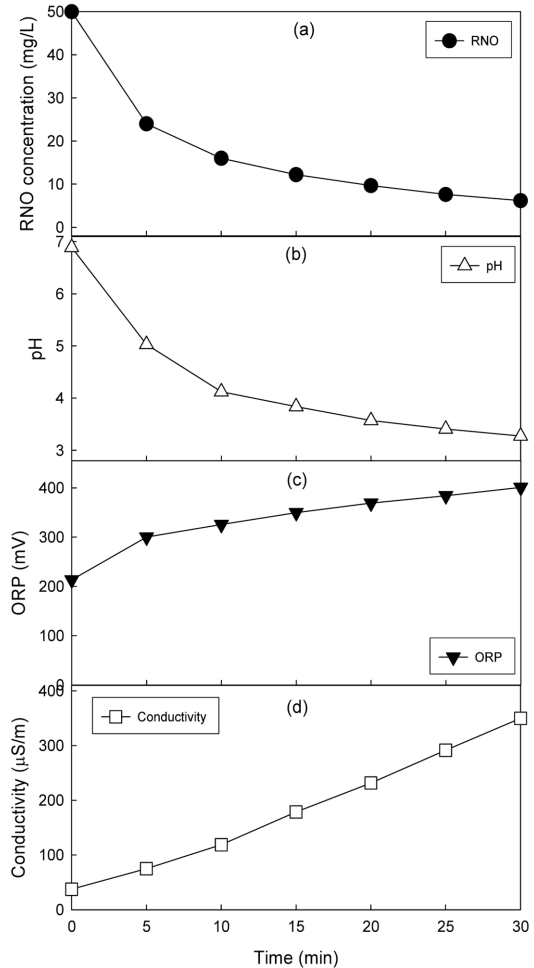 (a)
RNO
RNO concentration (mg/L)
50
40
30
20
10
0
(b)
pH
pH
7
6
5
4
3
(c)
ORP
ORP (mV)
400
300
200
100
0
(d)
Conductivity
Conductivity (μS/m)
400
300
200
100
0
0 5 10 15 20 25 30
Time (min)